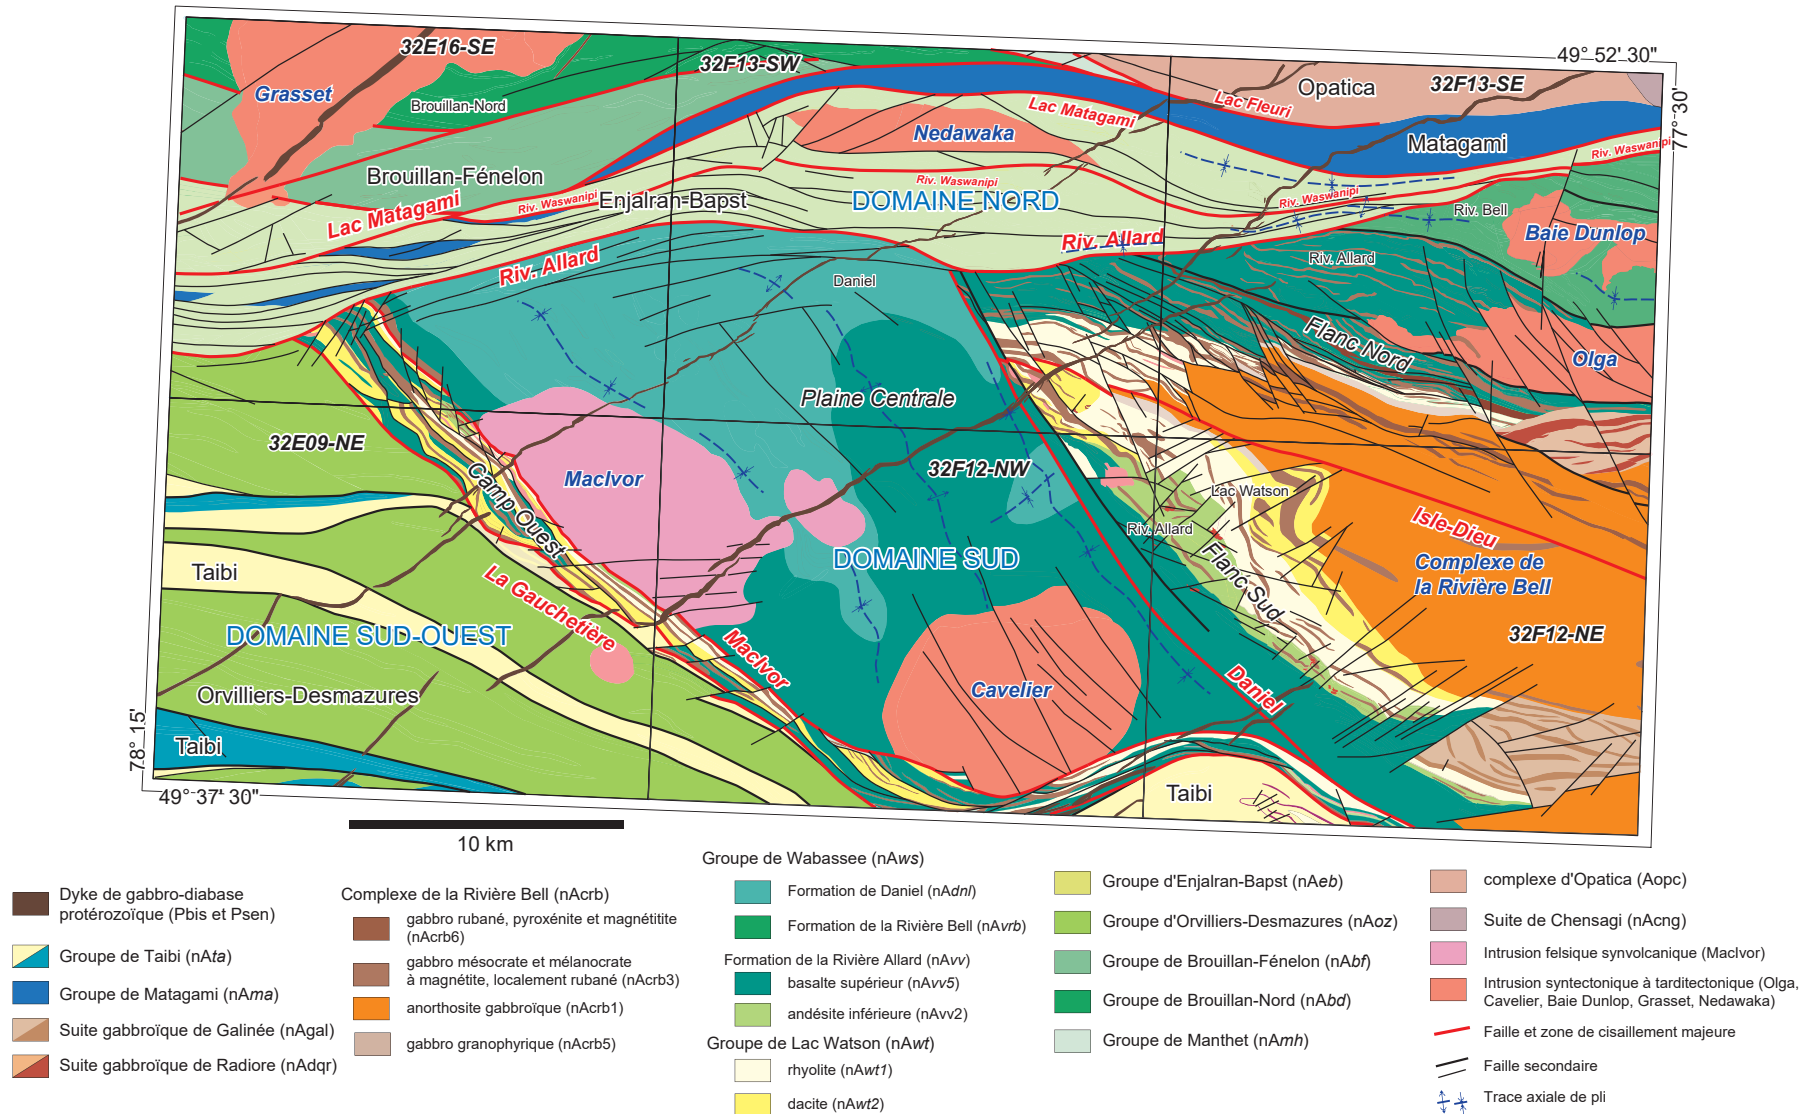 49° 52' 30"
77° 30'
32E16-SE
32F13-SW
32F13-SE
Grasset
Brouillan-Nord
Opatica
Lac Fleuri
Lac Matagami
Nedawaka
Matagami
Riv. Waswanipi
Brouillan-Fénelon
Riv. Waswanipi
Riv. Waswanipi
Riv. Waswanipi
Enjalran-Bapst
DOMAINE NORD
Lac Matagami
Riv. Bell
Baie Dunlop
Riv. Allard
Riv. Allard
Riv. Allard
Daniel
Flanc Nord
Olga
Plaine Centrale
32E09-NE
MacIvor
32F12-NW
Camp Ouest
Lac Watson
Riv. Allard
Isle-Dieu
Flanc Sud
Complexe de
la Rivière Bell
DOMAINE SUD
Taibi
La Gauchetière
DOMAINE SUD-OUEST
32F12-NE
MacIvor
Cavelier
Daniel
Orvilliers-Desmazures
Taibi
Taibi
78° 15'
49° 37' 30"
10 km
Dyke de gabbro-diabase
protérozoïque (Pbis et Psen)
Groupe de Taibi (nAta)
Groupe de Matagami (nAma)
Suite gabbroïque de Galinée (nAgal)
Suite gabbroïque de Radiore (nAdqr)
Complexe de la Rivière Bell (nAcrb)
gabbro rubané, pyroxénite et magnétitite
(nAcrb6)
gabbro mésocrate et mélanocrate
à magnétite, localement rubané (nAcrb3)
anorthosite gabbroïque (nAcrb1)
gabbro granophyrique (nAcrb5)
Groupe de Wabassee (nAws)
Formation de Daniel (nAdnl)
Formation de la Rivière Bell (nAvrb)
Formation de la Rivière Allard (nAvv)
basalte supérieur (nAvv5)
andésite inférieure (nAvv2)
Groupe de Lac Watson (nAwt)
rhyolite (nAwt1)
dacite (nAwt2)
Groupe d'Enjalran-Bapst (nAeb)
Groupe d'Orvilliers-Desmazures (nAoz)
Groupe de Brouillan-Fénelon (nAbf)
Groupe de Brouillan-Nord (nAbd)
Groupe de Manthet (nAmh)
complexe d'Opatica (Aopc)
Suite de Chensagi (nAcng)
Intrusion felsique synvolcanique (MacIvor)
Intrusion syntectonique à tarditectonique (Olga,
Cavelier, Baie Dunlop, Grasset, Nedawaka)
Faille et zone de cisaillement majeure
Faille secondaire
Trace axiale de pli